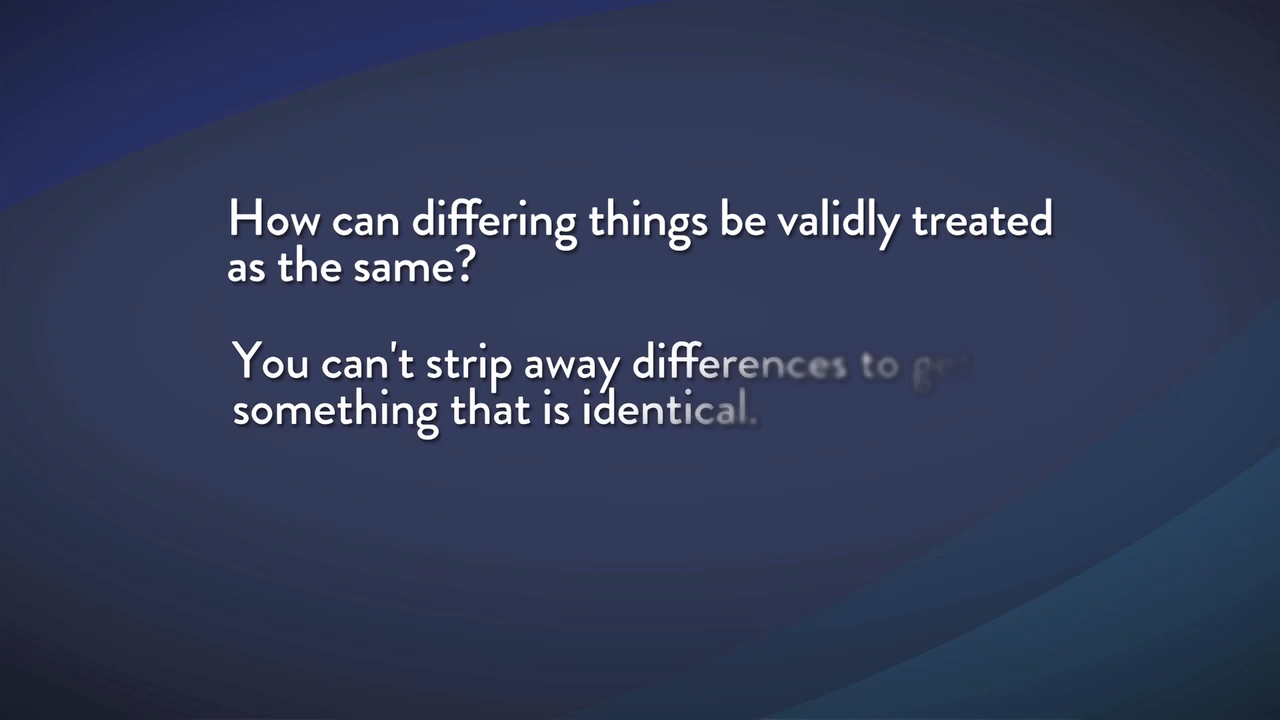 How can differing things be validly treated
as the same?
You can't strip away differences to get
something that is identical.